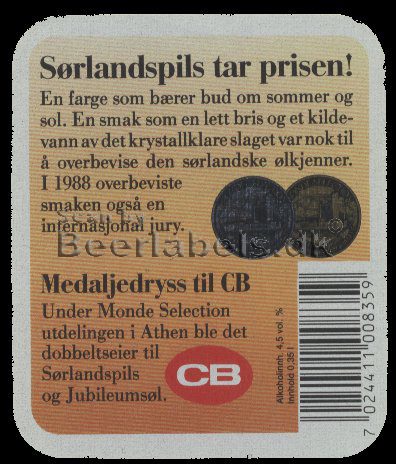 Sørlandspils tar prisen!
En farge som bærer bud om sommer og
sol. En smak som en lett bris og et kilde-
vann av det krystallklare slaget var nok til
å overbevise den sørlandske ølkjenner.
I 1988 overbeviste
smaken også en
internasjonal jury.
Scan by
Beerlabels.dk
Medaljedryss til CB
Under Monde Selection
utdelingen i Athen ble det
dobbeltseier til
Sørlandspils
og Jubileumsøl.
CB
Alkoholinnh. 4,5 vol. %
Innhold 0,35 l
7 024411 008359